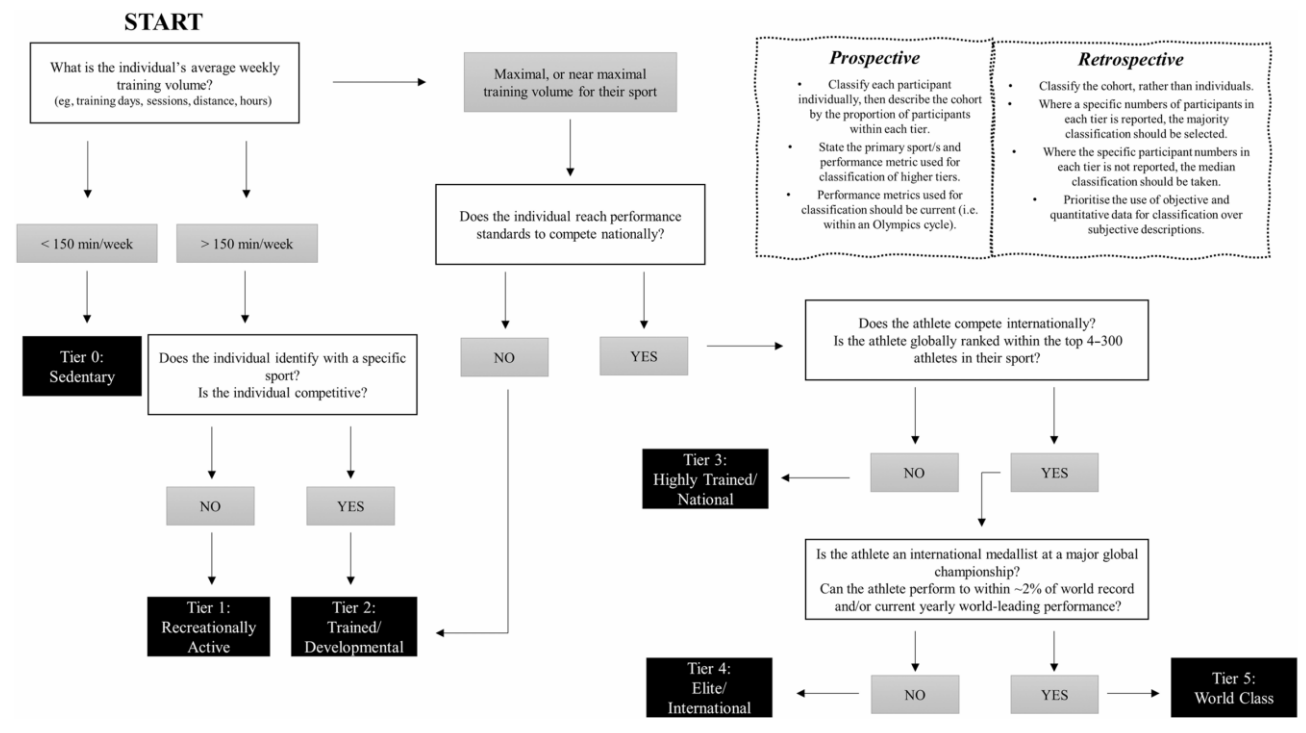 START
What is the individual's average weekly
training volume?
(eg, training days, sessions, distance, hours)
Maximal, or near maximal
training volume for their sport
Prospective
• Classify each participant
individually, then describe the cohort
by the proportion of participants
within each tier.
• State the primary sport/s and
performance metric used for
classification of higher tiers.
• Performance metrics used for
classification should be current (i.e.
within an Olympics cycle).
Retrospective
• Classify the cohort, rather than individuals.
• Where a specific numbers of participants in
each tier is reported, the majority
classification should be selected.
• Where the specific participant numbers in
each tier is not reported, the median
classification should be taken.
• Prioritise the use of objective and
quantitative data for classification over
subjective descriptions.
< 150 min/week
> 150 min/week
Does the individual reach performance
standards to compete nationally?
Tier 0:
Sedentary
Does the individual identify with a specific
sport?
Is the individual competitive?
NO
YES
Does the athlete compete internationally?
Is the athlete globally ranked within the top 4-300
athletes in their sport?
NO
YES
Tier 1:
Recreationally
Active
Tier 2:
Trained/
Developmental
Tier 3:
Highly Trained/
National
NO
YES
Is the athlete an international medallist at a major global
championship?
Can the athlete perform to within ~2% of world record
and/or current yearly world-leading performance?
Tier 4:
Elite/
International
NO
YES
Tier 5:
World Class